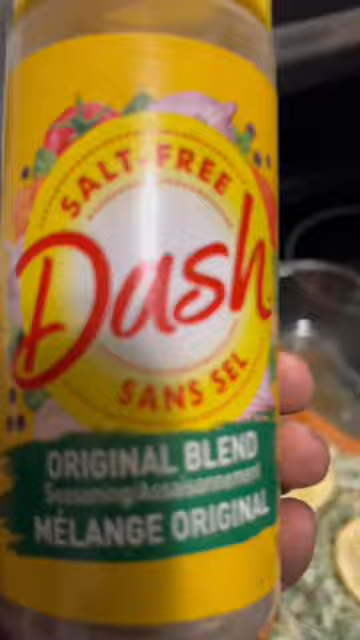 SALT-FREE
Dash
SANS SEL
ORIGINAL BLEND
Seasoning/Assaisonnement
MÉLANGE ORIGINAL